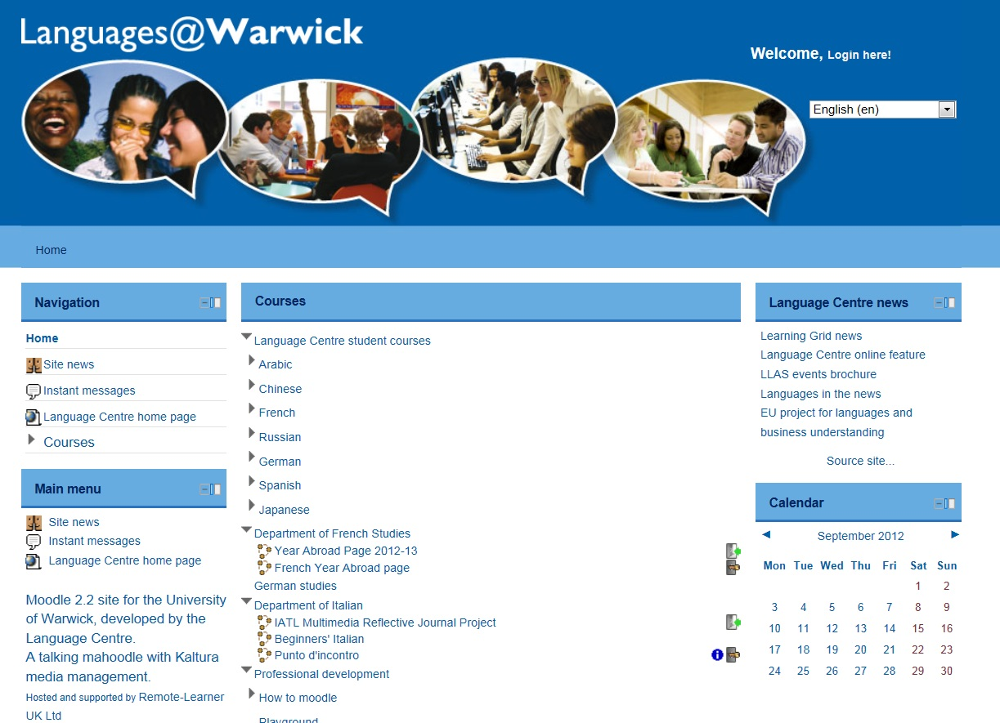 Languages@Warwick
Welcome, Login here!
English (en)
Home
Navigation
Home
Site news
Instant messages
Language Centre home page
Courses
Main menu
Site news
Instant messages
Language Centre home page
Moodle 2.2 site for the University
of Warwick, developed by the
Language Centre.
A talking mahoodle with Kaltura
media management.
Hosted and supported by Remote-Learner
UK Ltd
Courses
Language Centre student courses
Arabic
Chinese
French
Russian
German
Spanish
Japanese
Department of French Studies
Year Abroad Page 2012-13
French Year Abroad page
German studies
Department of Italian
IATL Multimedia Reflective Journal Project
Beginners' Italian
Punto d'incontro
Professional development
How to moodle
Playground
Language Centre news
Learning Grid news
Language Centre online feature
LLAS events brochure
Languages in the news
EU project for languages and
business understanding
Source site...
Calendar
September 2012
Mon Tue Wed Thu Fri Sat Sun
1 2
3 4 5 6 7 8 9
10 11 12 13 14 15 16
17 18 19 20 21 22 23
24 25 26 27 28 29 30